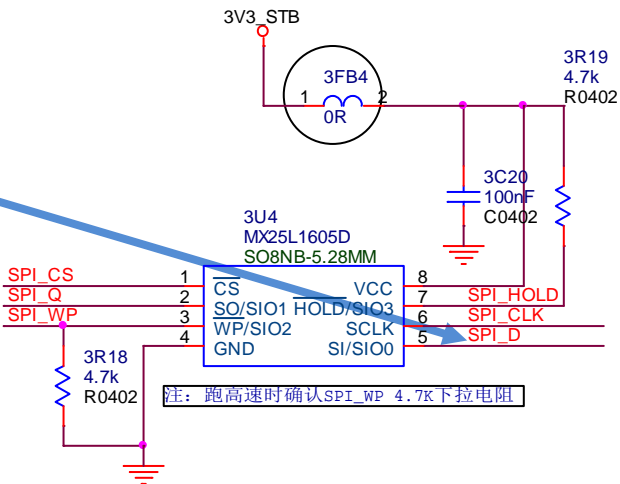 3V3_STB
3FB4
1
2
0R
3R19
4.7k
R0402
3C20
100nF
C0402
3U4
MX25L1605D
SO8NB-5.28MM
SPI_CS
1
CS
VCC
8
SPI_Q
2
SO/SIO1
HOLD/SIO3
7
SPI_HOLD
SPI_WP
3
WP/SIO2
SCLK
6
SPI_CLK
4
GND
SI/SIO0
5
SPI_D
3R18
4.7k
R0402
注: 跑高速时确认SPI_WP 4.7K下拉电阻